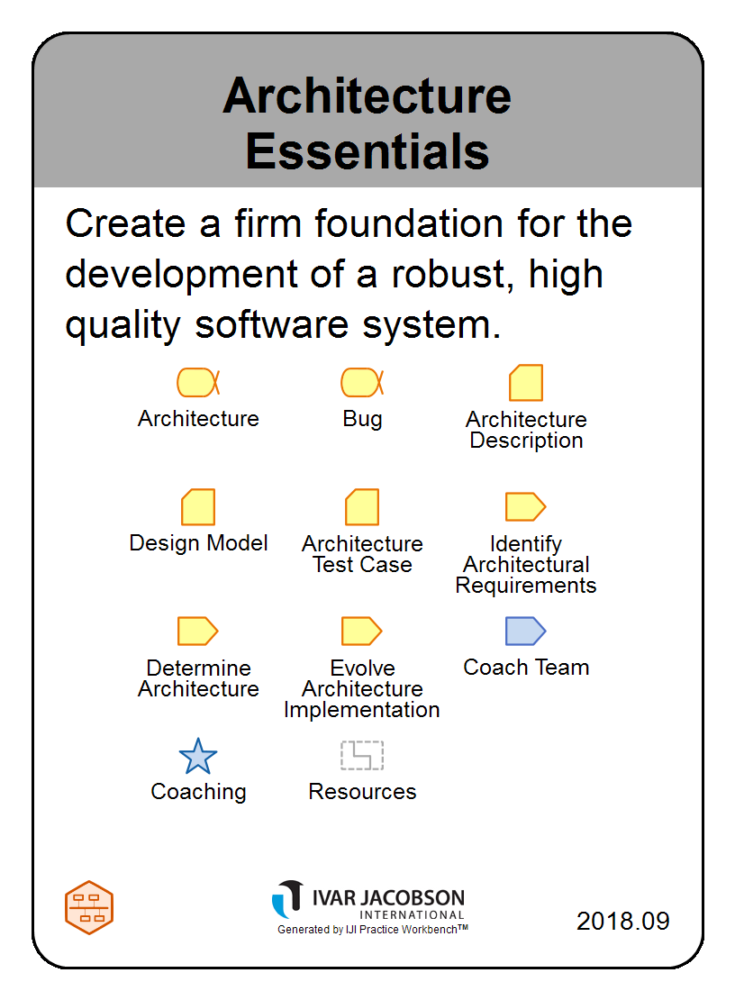 Architecture
Essentials
Create a firm foundation for the
development of a robust, high
quality software system.
Architecture
Bug
Architecture
Description
Design Model
Architecture
Test Case
Identify
Architectural
Requirements
Determine
Architecture
Evolve
Architecture
Implementation
Coach Team
Coaching
Resources
IVAR JACOBSON
INTERNATIONAL
Generated by IJI Practice Workbench™
2018.09